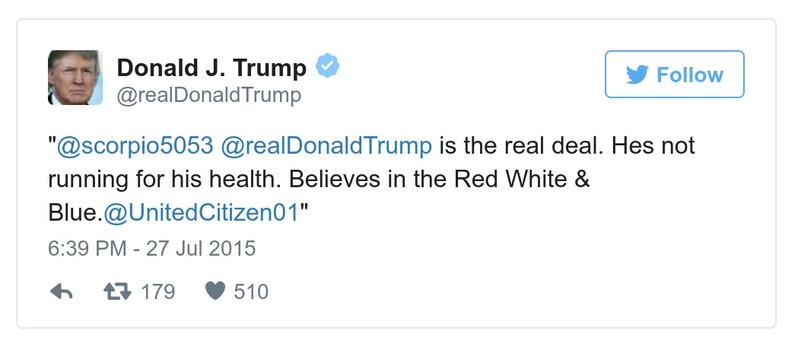 Donald J. Trump
Follow
@realDonaldTrump
"@scorpio5053 @realDonaldTrump is the real deal. Hes not
running for his health. Believes in the Red White &
Blue.@UnitedCitizen01"
6:39 PM - 27 Jul 2015
179 510